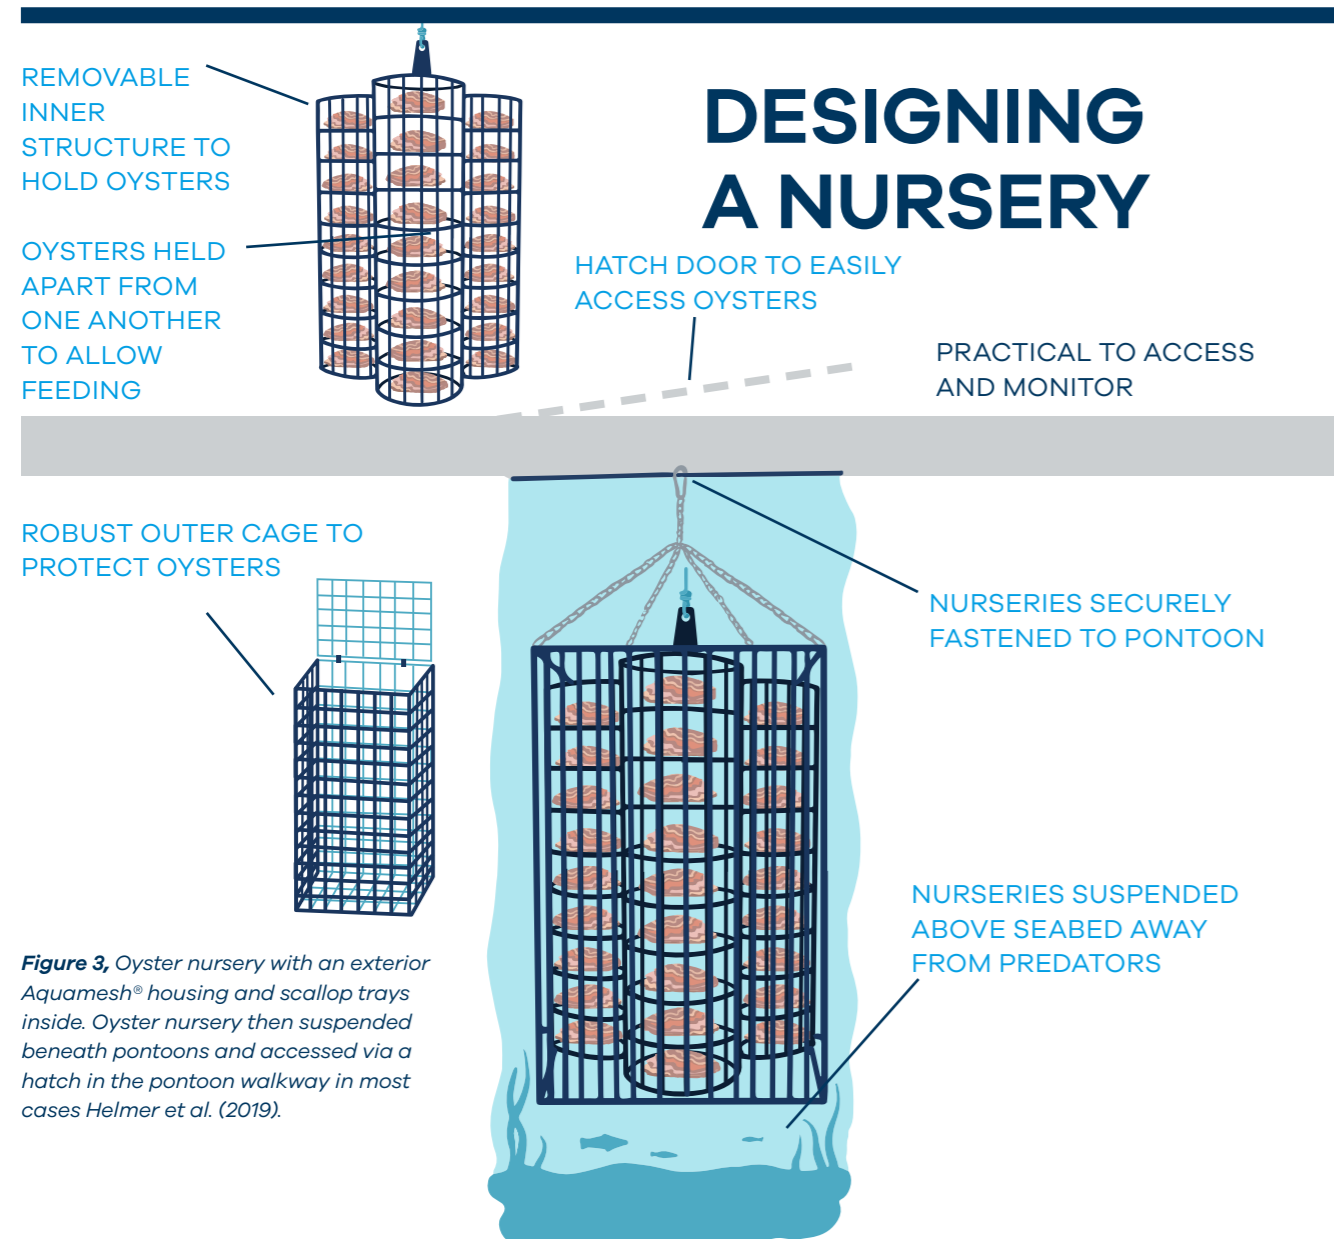 DESIGNING
A NURSERY
REMOVABLE
INNER
STRUCTURE TO
HOLD OYSTERS
OYSTERS HELD
APART FROM
ONE ANOTHER
TO ALLOW
FEEDING
HATCH DOOR TO EASILY
ACCESS OYSTERS
PRACTICAL TO ACCESS
AND MONITOR
ROBUST OUTER CAGE TO
PROTECT OYSTERS
NURSERIES SECURELY
FASTENED TO PONTOON
NURSERIES SUSPENDED
ABOVE SEABED AWAY
FROM PREDATORS
Figure 3, Oyster nursery with an exterior
Aquamesh® housing and scallop trays
inside. Oyster nursery then suspended
beneath pontoons and accessed via a
hatch in the pontoon walkway in most
cases Helmer et al. (2019).